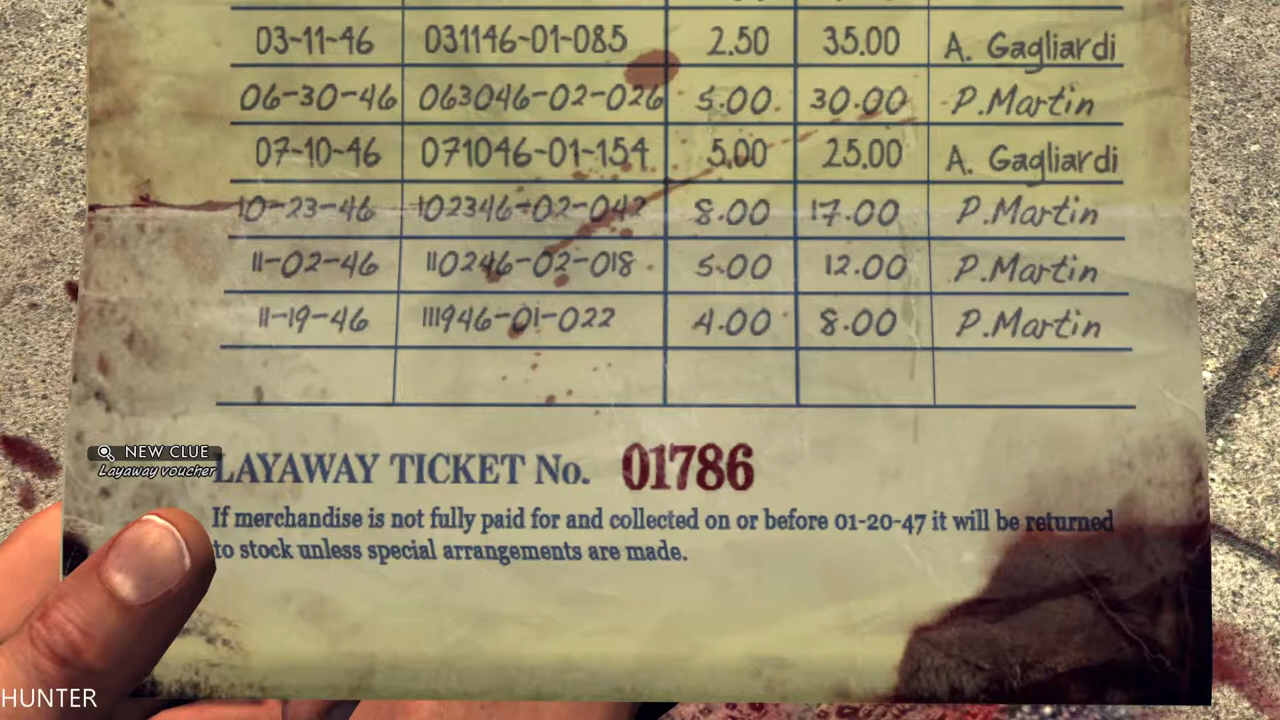 03-11-46 031146-01-085 2.50 35.00 A. Gagliardi
06-30-46 063046-02-026 5.00 30.00 P.Martin
07-10-46 071046-01-154 5.00 25.00 A. Gagliardi
10-23-46 102346-02-042 8.00 17.00 P.Martin
11-02-46 110246-02-018 5.00 12.00 P.Martin
11-19-46 111946-01-022 4.00 8.00 P.Martin
NEW CLUE
Layaway voucher
LAYAWAY TICKET No. 01786
If merchandise is not fully paid for and collected on or before 01-20-47 it will be returned
to stock unless special arrangements are made.
HUNTER